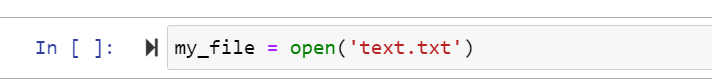 In [ ]: my_file = open('text.txt')